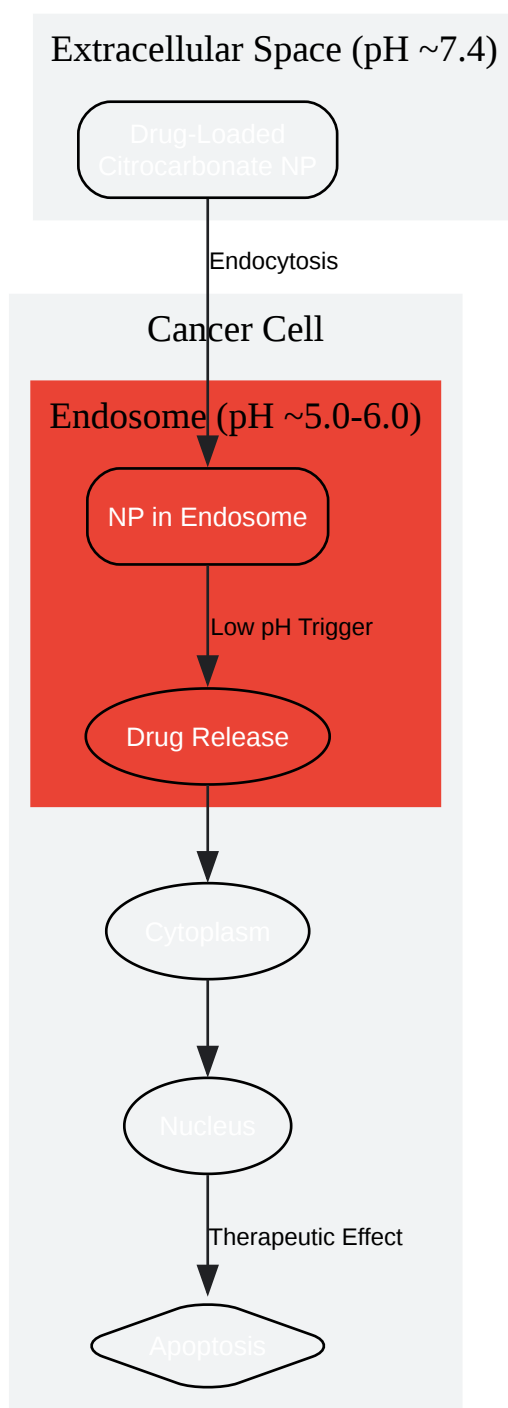 Extracellular Space (pH ~7.4)
Drug-Loaded
Citrocarbonate NP
Endocytosis
Cancer Cell
Endosome (pH ~5.0-6.0)
NP in Endosome
Low pH Trigger
Drug Release
Cytoplasm
Nucleus
Therapeutic Effect
Apoptosis